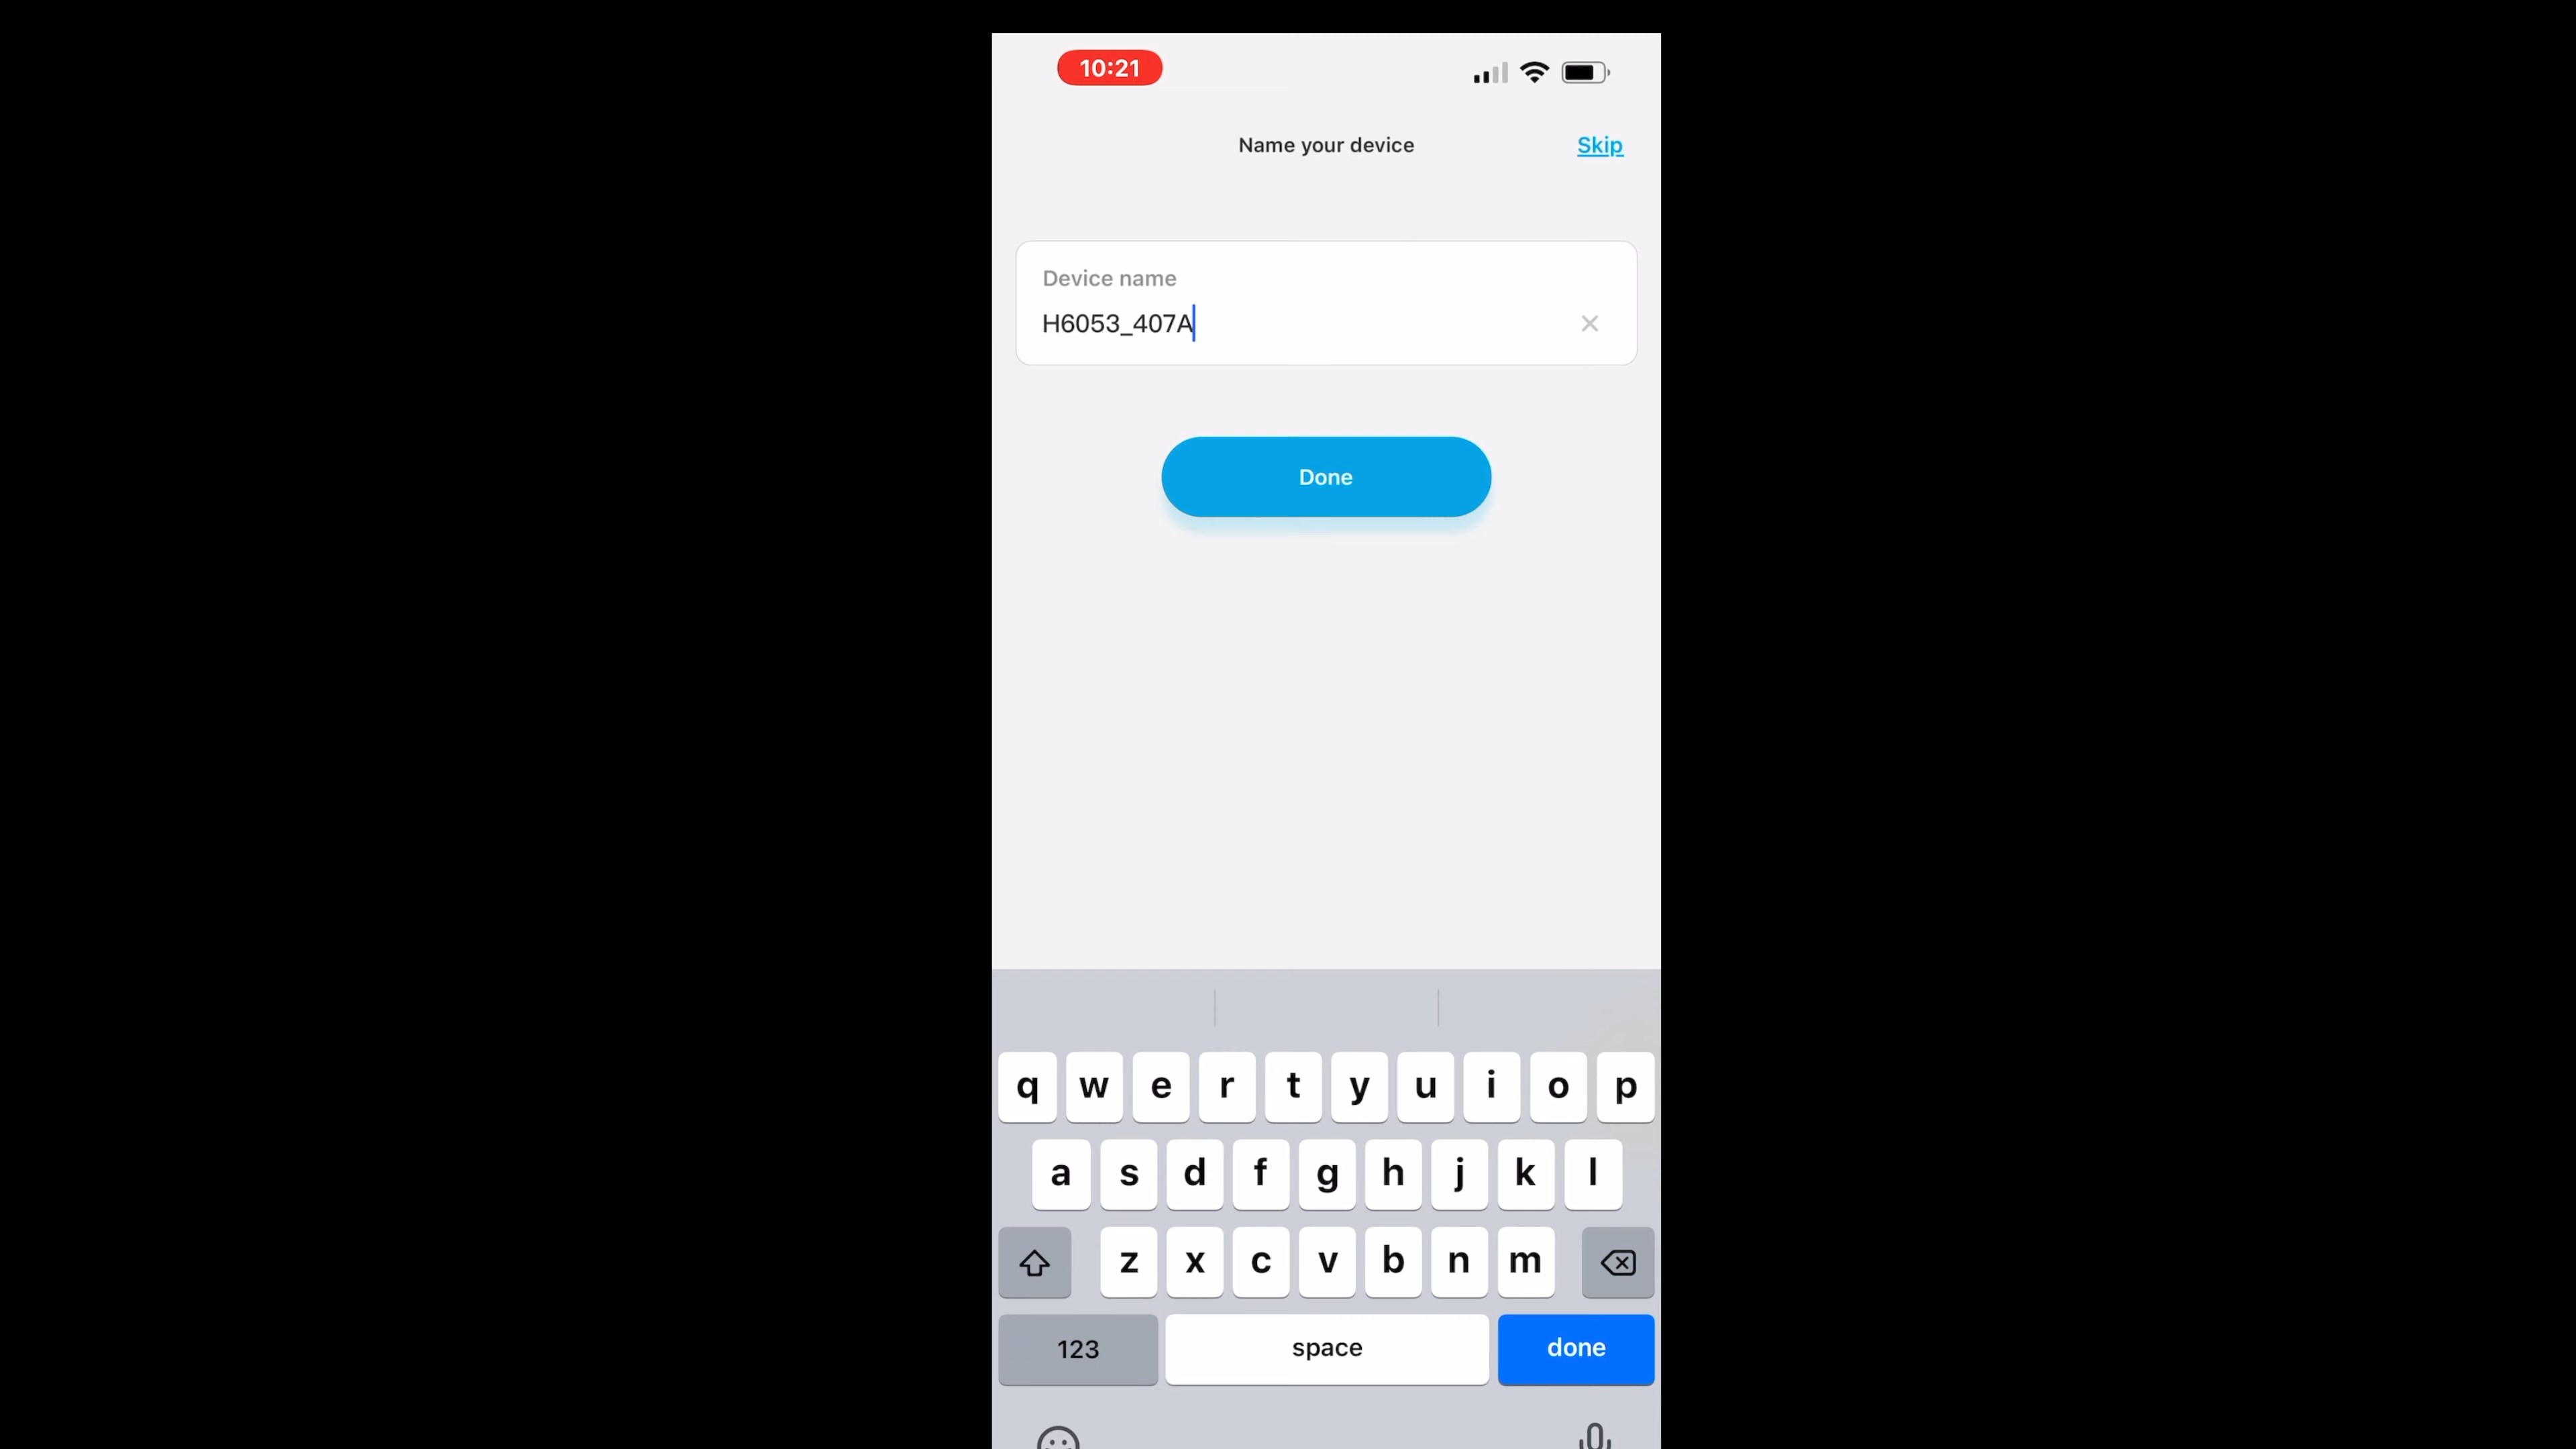 10:21
Name your device
Skip
Device name
H6053_407A
Done
q w e r t y u i o p
a s d f g h j k l
z x c v b n m
123 space done